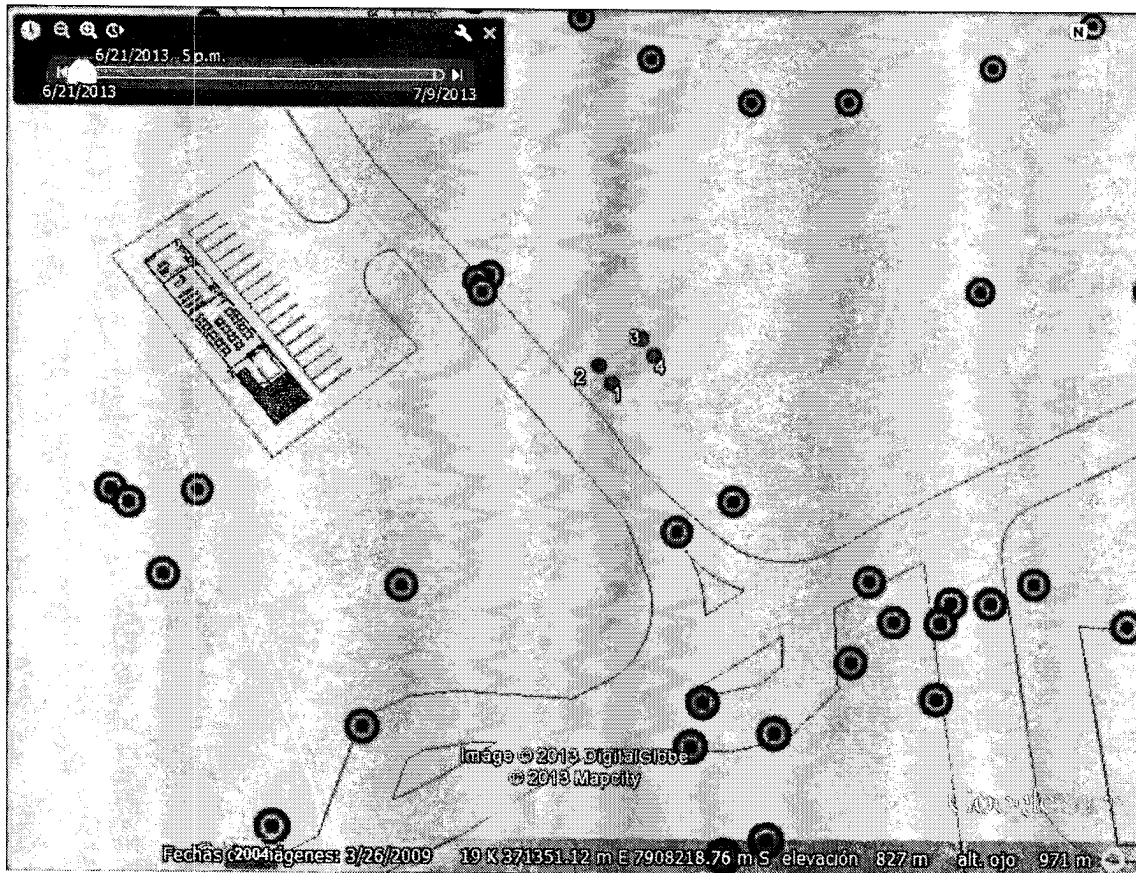 6/21/2013 5 p.m.
6/21/2013 7/9/2013
N
3
4
2
1
Image © 2013 DigitalGlobe
© 2013 Mapcity
Fechas de imágenes: 3/26/2009 19 K 371351.12 m E 7908218.76 m S elevación 827 m alt. ojo 971 m
2004